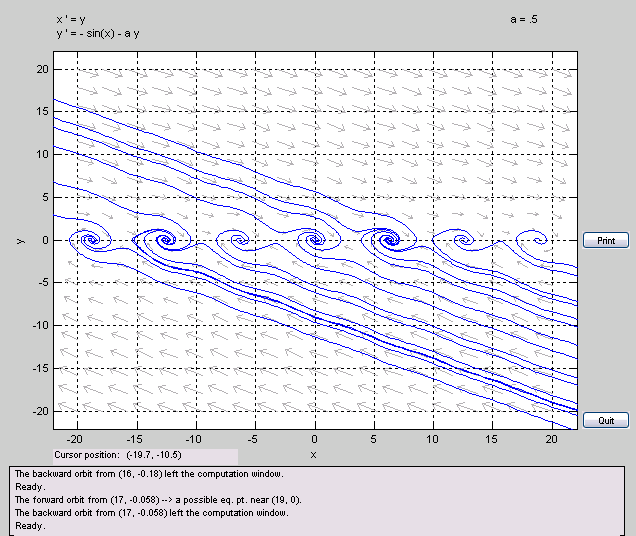 x ' = y
y ' = - sin(x) - a y
a = .5
20
15
10
5
0
-5
-10
-15
-20
y
-20 -15 -10 -5 0 5 10 15 20
x
Print
Quit
Cursor position: (-19.7, -10.5)
The backward orbit from (16, -0.18) left the computation window.
Ready.
The forward orbit from (17, -0.058) --> a possible eq. pt. near (19, 0).
The backward orbit from (17, -0.058) left the computation window.
Ready.